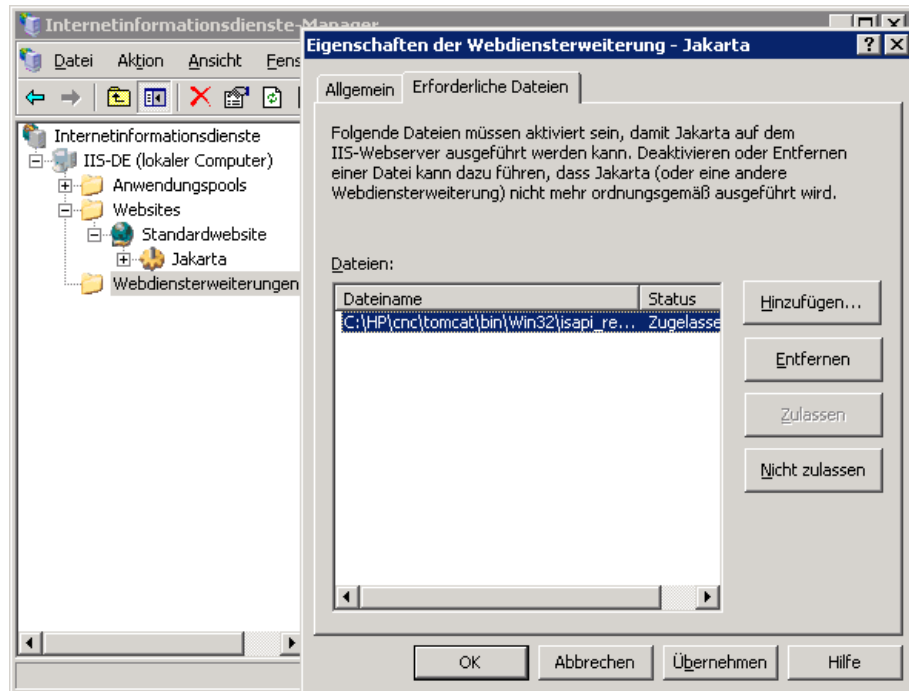 Internetinformationsdienste-Manager
Datei Aktion Ansicht Fens
Internetinformationsdienste
IIS-DE (lokaler Computer)
Anwendungspools
Websites
Standardwebsite
Jakarta
Webdiensterweiterungen
Eigenschaften der Webdiensterweiterung - Jakarta
Allgemein Erforderliche Dateien
Folgende Dateien müssen aktiviert sein, damit Jakarta auf dem
IIS-Webserver ausgeführt werden kann. Deaktivieren oder Entfernen
einer Datei kann dazu führen, dass Jakarta (oder eine andere
Webdiensterweiterung) nicht mehr ordnungsgemäß ausgeführt wird.
Dateien:
Dateiname Status
C:\HP\cnc\tomcat\bin\Win32\isapi_re... Zugelasse
Hinzufügen...
Entfernen
Zulassen
Nicht zulassen
OK Abbrechen Übernehmen Hilfe